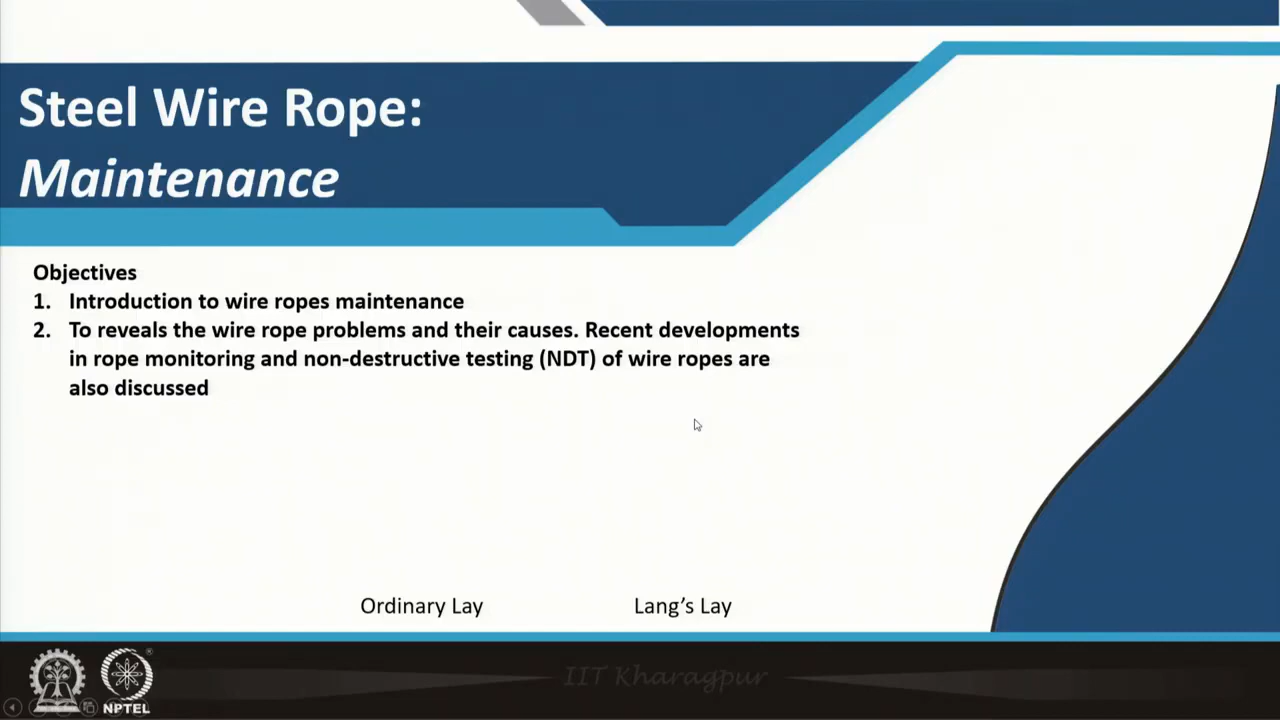 Steel Wire Rope:
Maintenance
Objectives
1. Introduction to wire ropes maintenance
2. To reveals the wire rope problems and their causes. Recent developments
in rope monitoring and non-destructive testing (NDT) of wire ropes are
also discussed
Ordinary Lay Lang's Lay
IIT Kharagpur
NPTEL